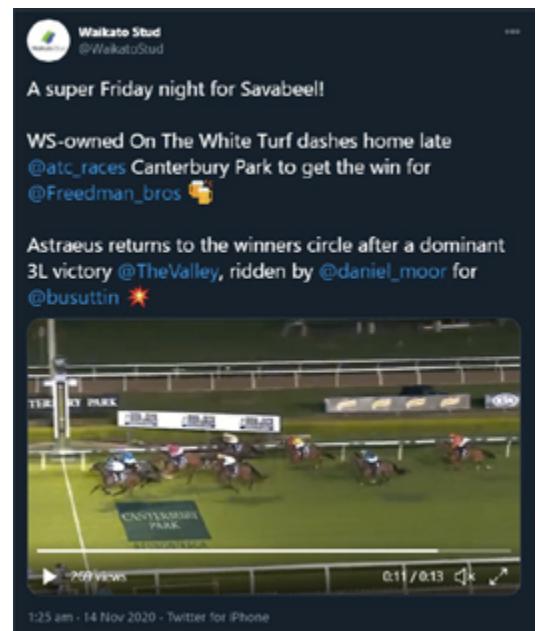 Waikato Stud
@WaikatoStud
A super Friday night for Savabeel!
WS-owned On The White Turf dashes home late
@atc_races Canterbury Park to get the win for
@Freedman_bros
Astraeus returns to the winners circle after a dominant
3L victory @TheValley, ridden by @daniel_moor for
@busuttin
TERBURY PARK
CANTERBURY
PARK
269 views
0:11 / 0:13
1:25 am · 14 Nov 2020 · Twitter for iPhone